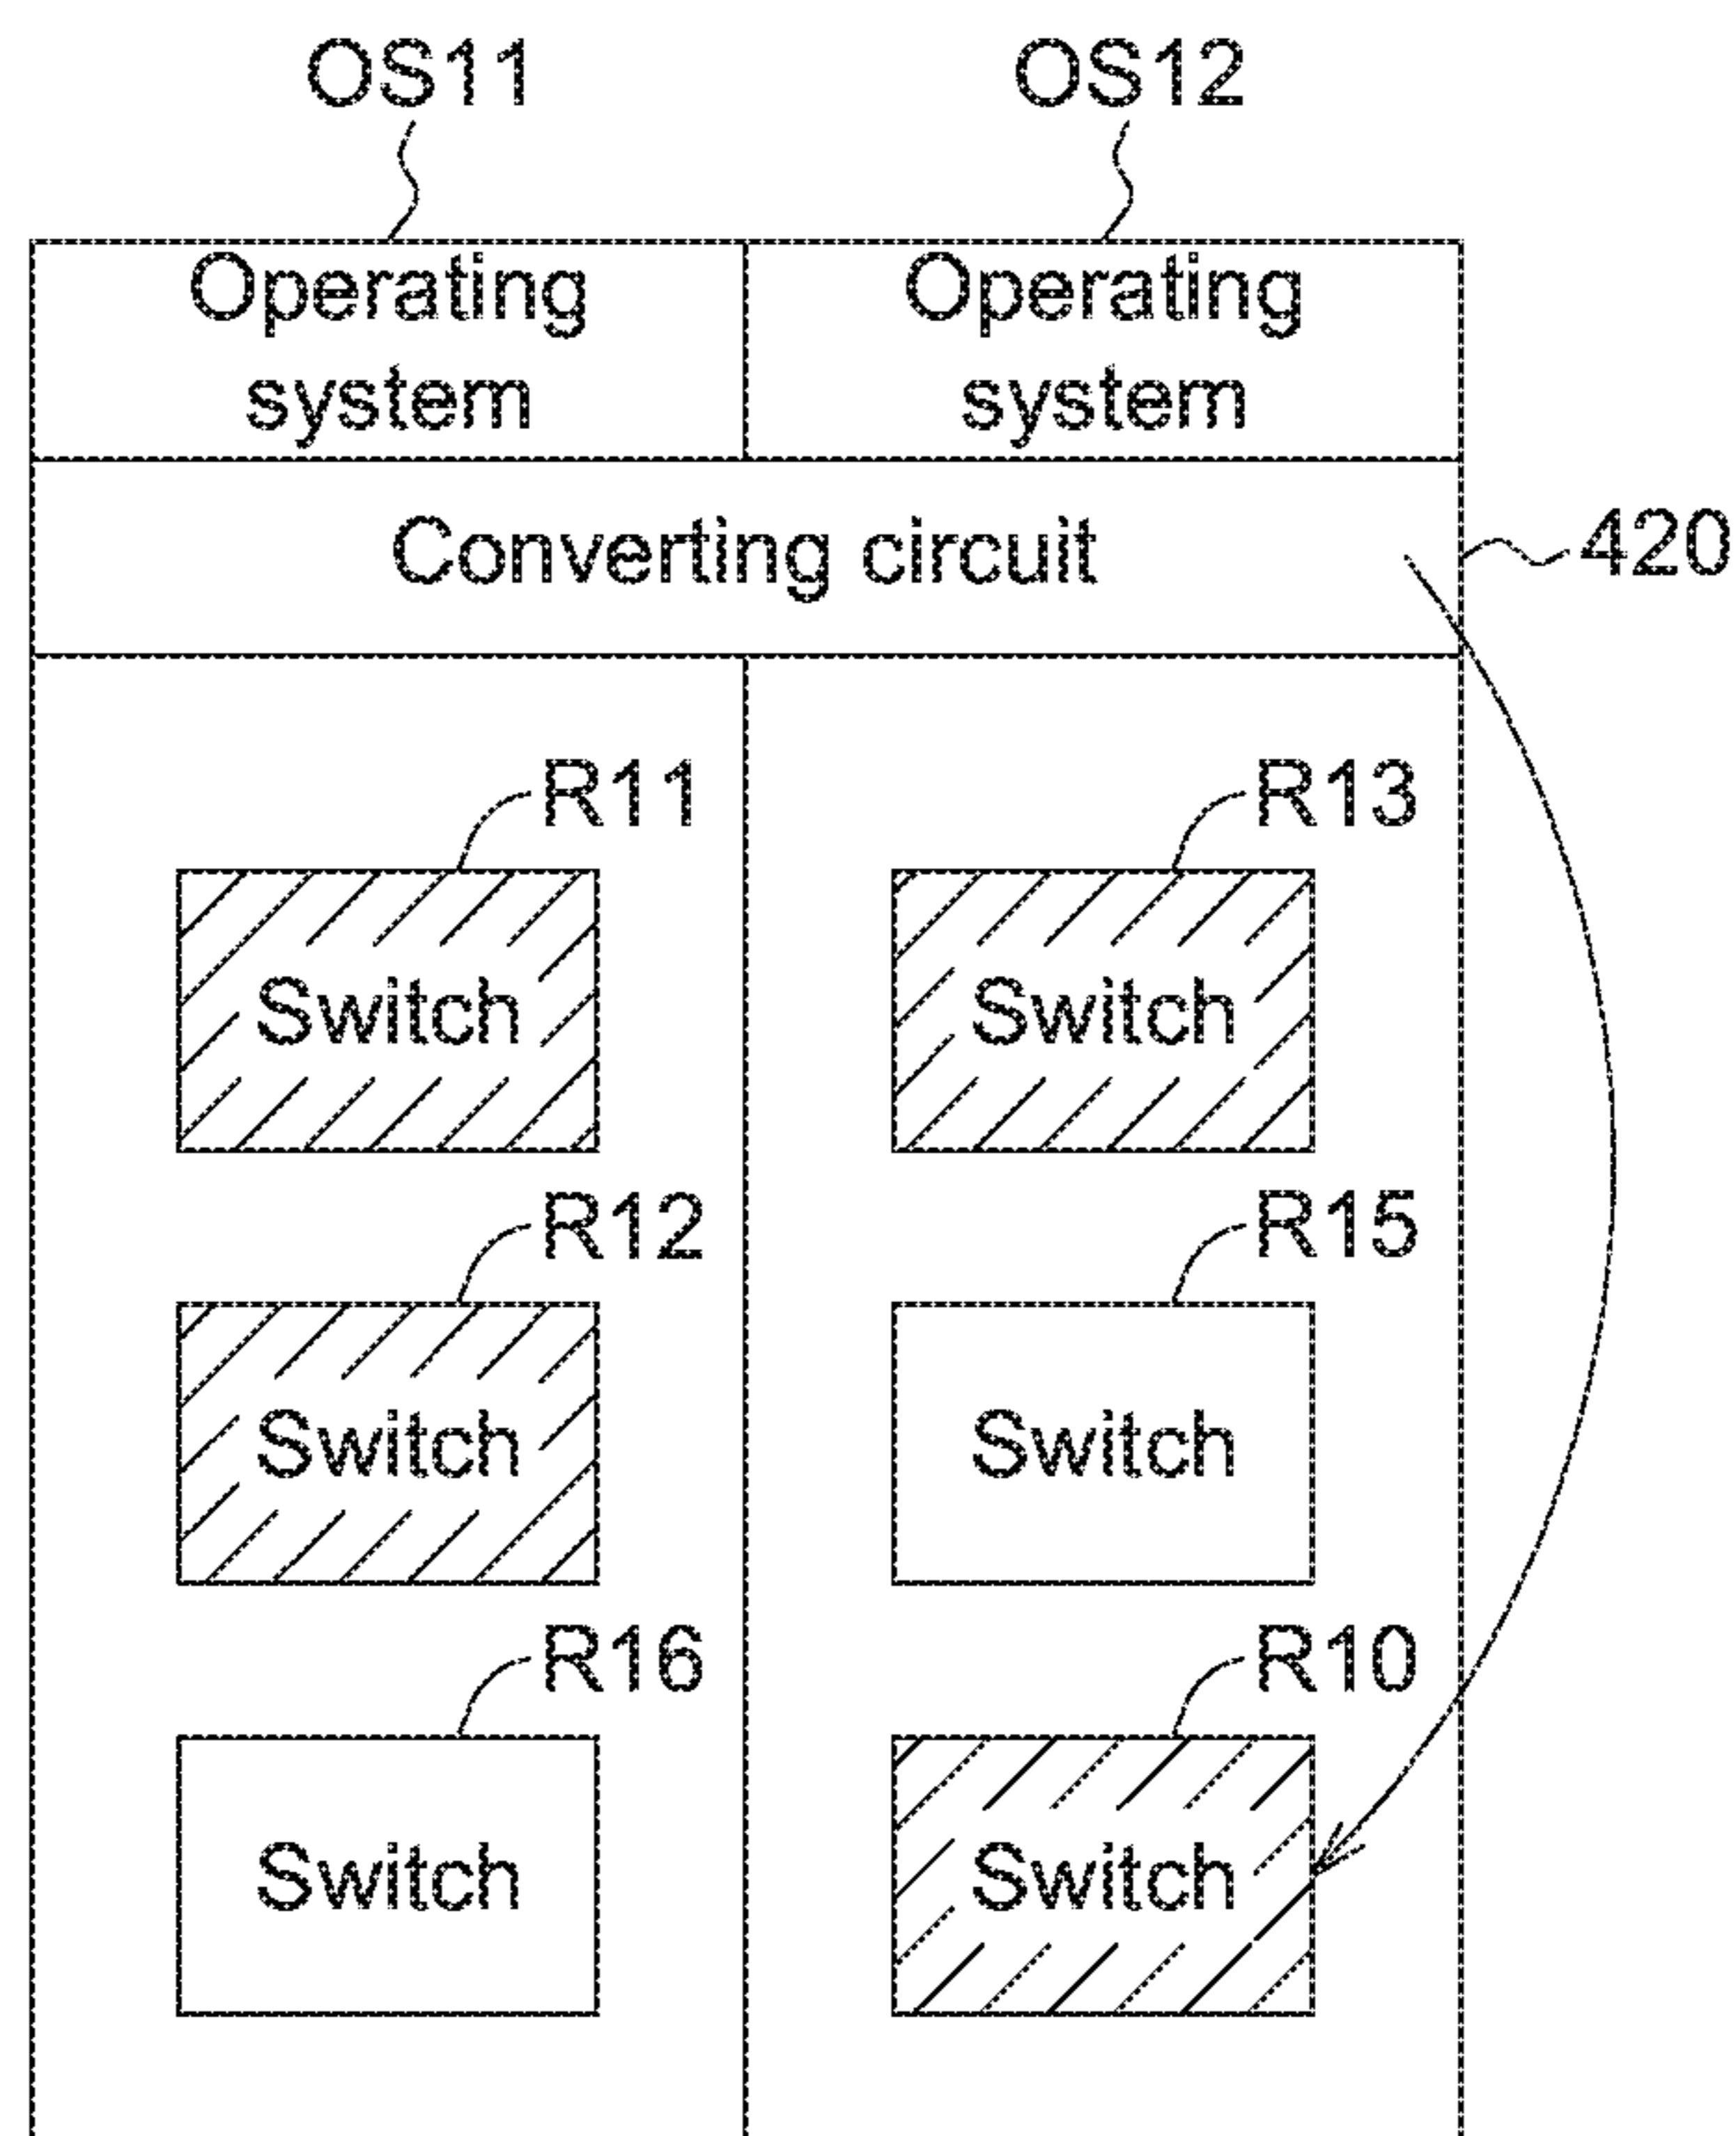 OS11
OS12
Operating
system
Operating
system
Converting circuit
420
R11
R13
Switch
Switch
R12
R15
Switch
Switch
R16
R10
Switch
Switch